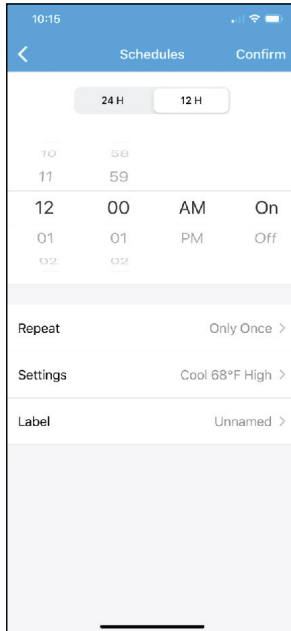 10:15
Schedules Confirm
24 H 12 H
10 58
11 59
12 00 AM On
01 01 PM Off
02 02
Repeat Only Once
Settings Cool 68°F High
Label Unnamed